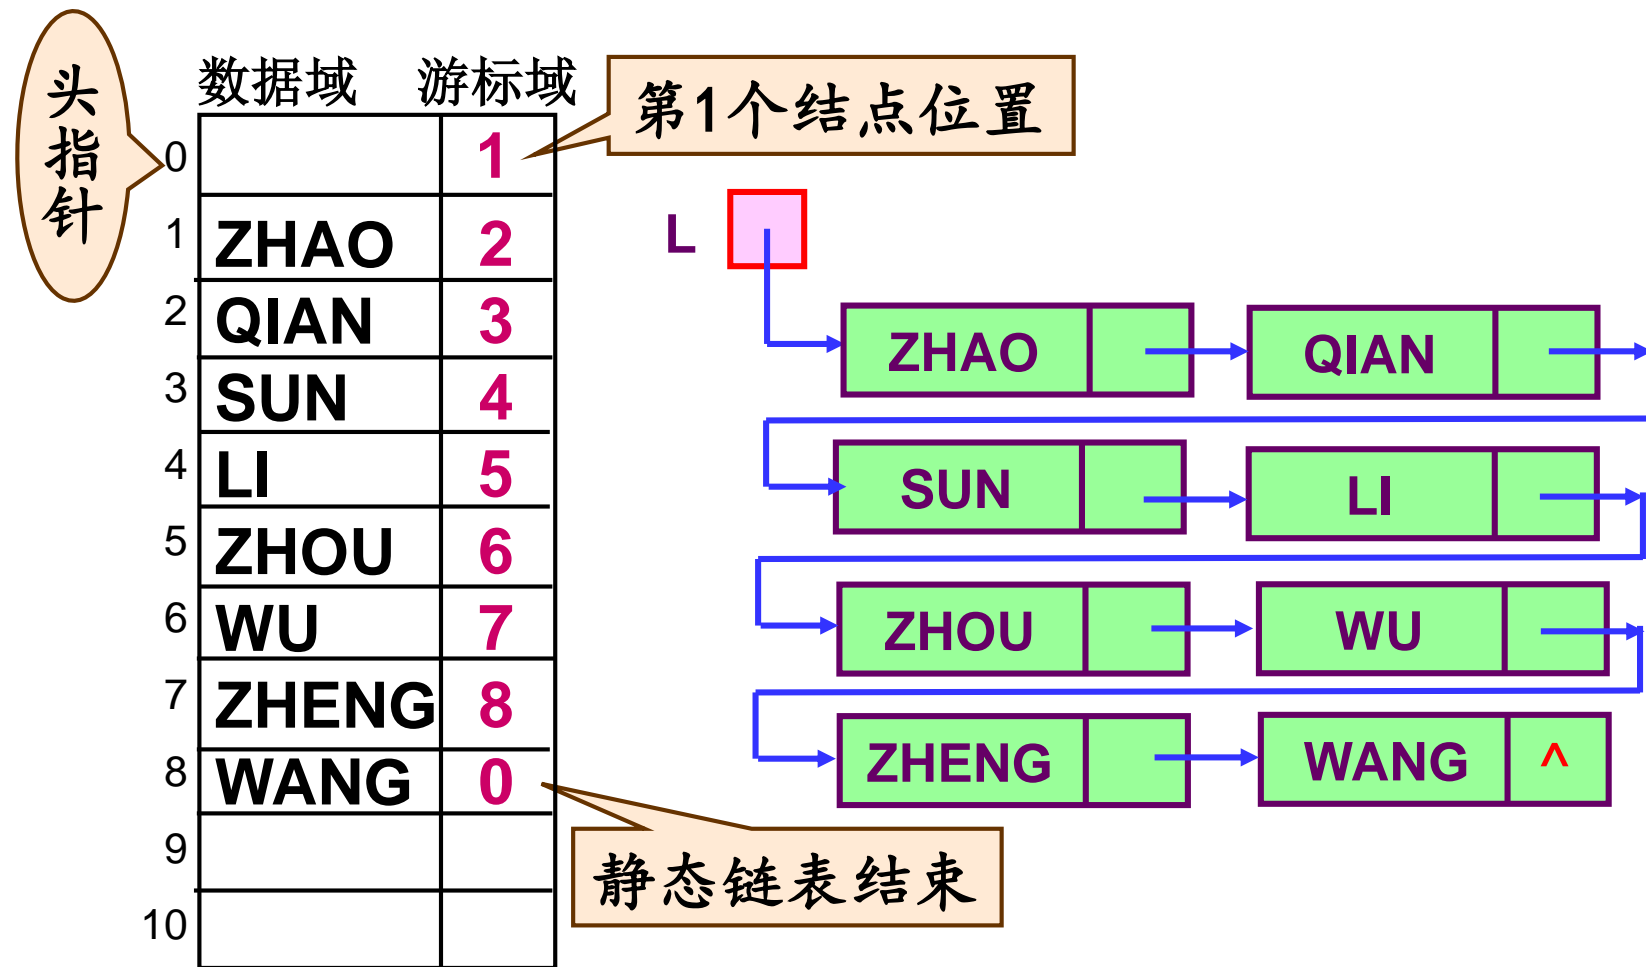 头指针
数据域 游标域
第1个结点位置
0 1
1 ZHAO 2
2 QIAN 3
3 SUN 4
4 LI 5
5 ZHOU 6
6 WU 7
7 ZHENG 8
8 WANG 0
9
10
静态链表结束
L
ZHAO QIAN
SUN LI
ZHOU WU
ZHENG WANG ^